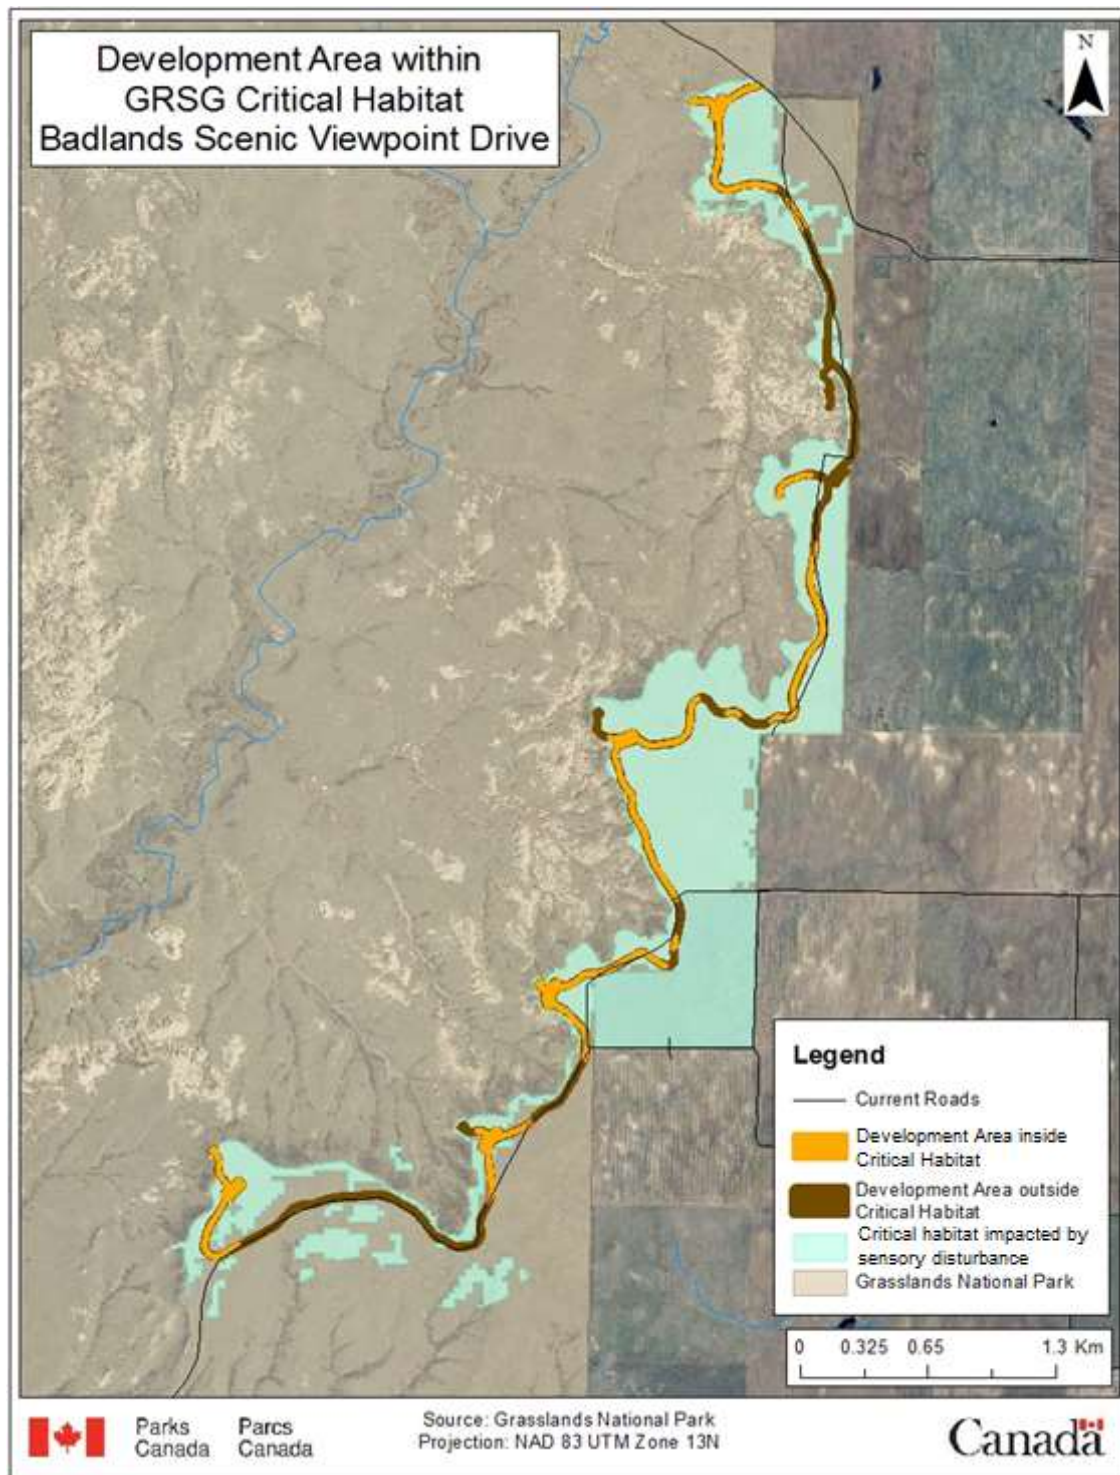 Development Area within
GRSG Critical Habitat
Badlands Scenic Viewpoint Drive
N
Legend
Current Roads
Development Area inside
Critical Habitat
Development Area outside
Critical Habitat
Critical habitat impacted by
sensory disturbance
Grasslands National Park
0 0.325 0.65 1.3 Km
Parks
Canada
Parcs
Canada
Source: Grasslands National Park
Projection: NAD 83 UTM Zone 13N
Canada